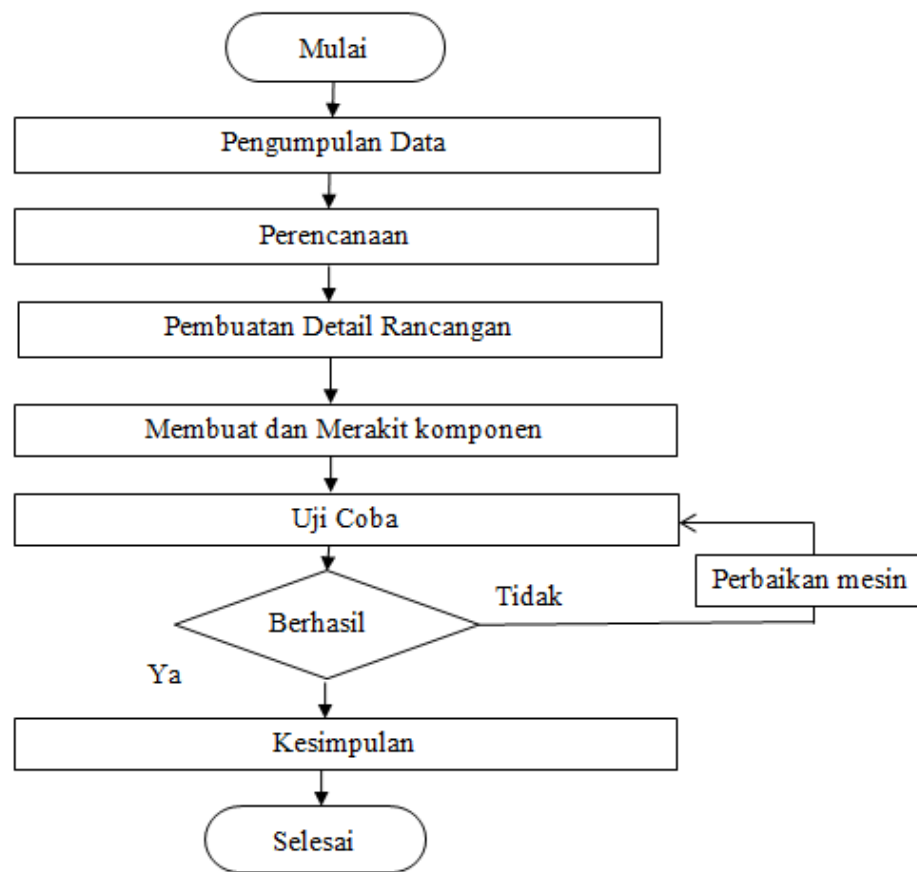 Mulai
Pengumpulan Data
Perencanaan
Pembuatan Detail Rancangan
Membuat dan Merakit komponen
Uji Coba
Perbaikan mesin
Tidak
Berhasil
Ya
Kesimpulan
Selesai